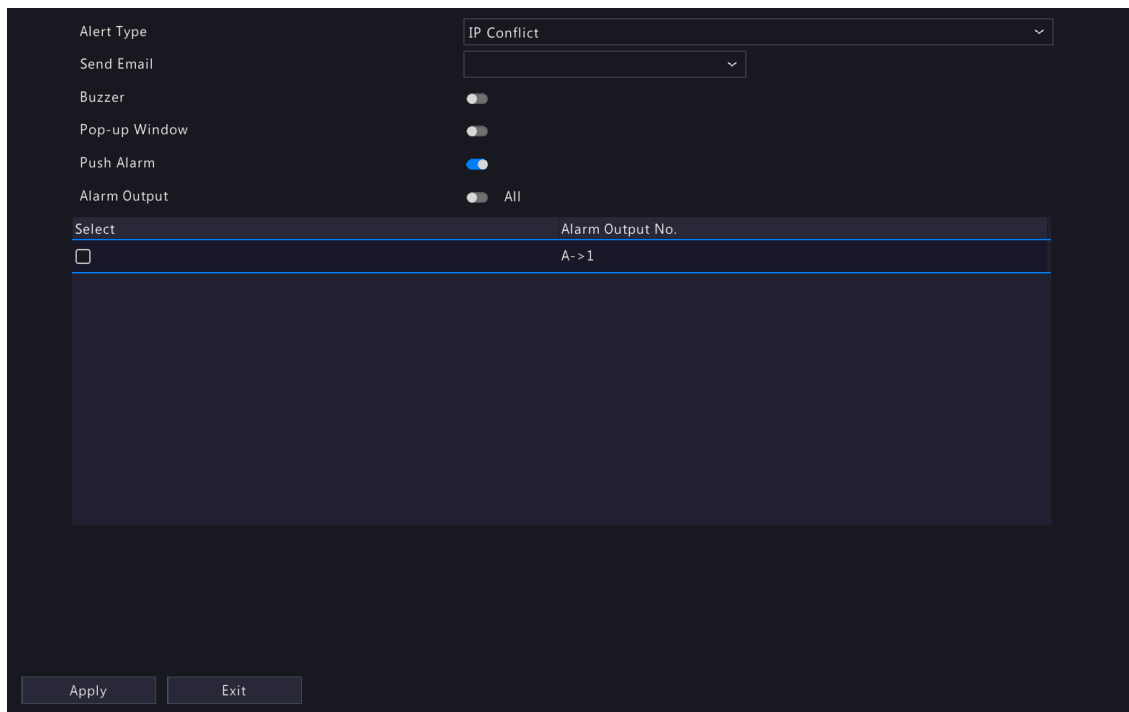 Alert Type IP Conflict
Send Email
Buzzer
Pop-up Window
Push Alarm
Alarm Output All
Select Alarm Output No.
A->1
Apply Exit